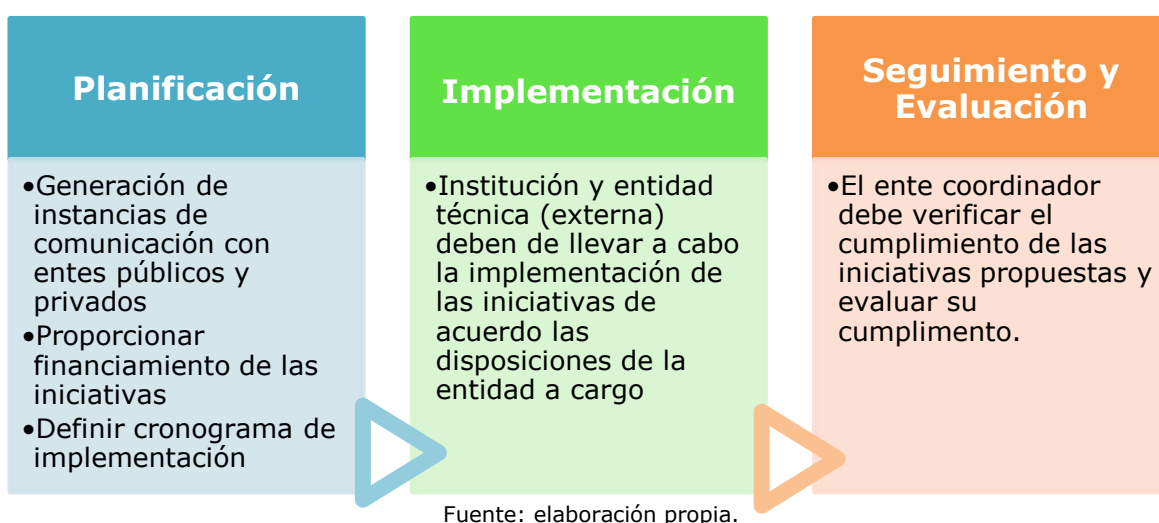 Planificación
•Generación de
instancias de
comunicación con
entes públicos y
privados
•Proporcionar
financiamiento de las
iniciativas
•Definir cronograma de
implementación
Implementación
•Institución y entidad
técnica (externa)
deben de llevar a cabo
la implementación de
las iniciativas de
acuerdo las
disposiciones de la
entidad a cargo
Seguimiento y
Evaluación
•El ente coordinador
debe verificar el
cumplimiento de las
iniciativas propuestas y
evaluar su
cumplimento.
Fuente: elaboración propia.